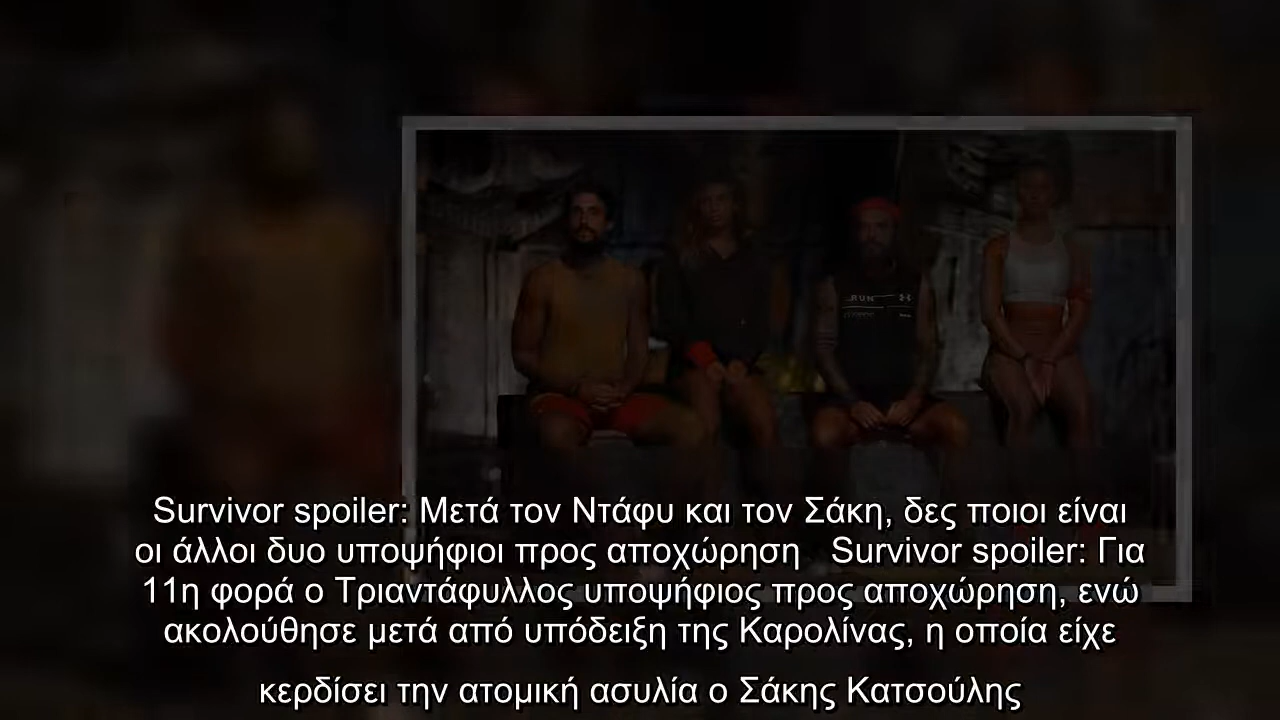 RUN
Survivor spoiler: Μετά τον Ντάφυ και τον Σάκη, δες ποιοι είναι
οι άλλοι δυο υποψήφιοι προς αποχώρηση Survivor spoiler: Για
11η φορά ο Τριαντάφυλλος υποψήφιος προς αποχώρηση, ενώ
ακολούθησε μετά από υπόδειξη της Καρολίνας, η οποία είχε
κερδίσει την ατομική ασυλία ο Σάκης Κατσούλης